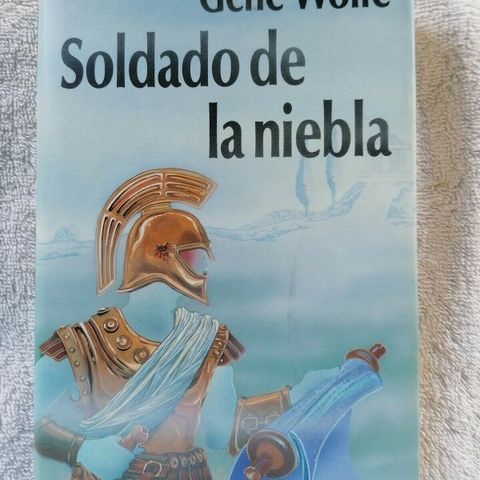 Gene Wolfe
Soldado de
la niebla